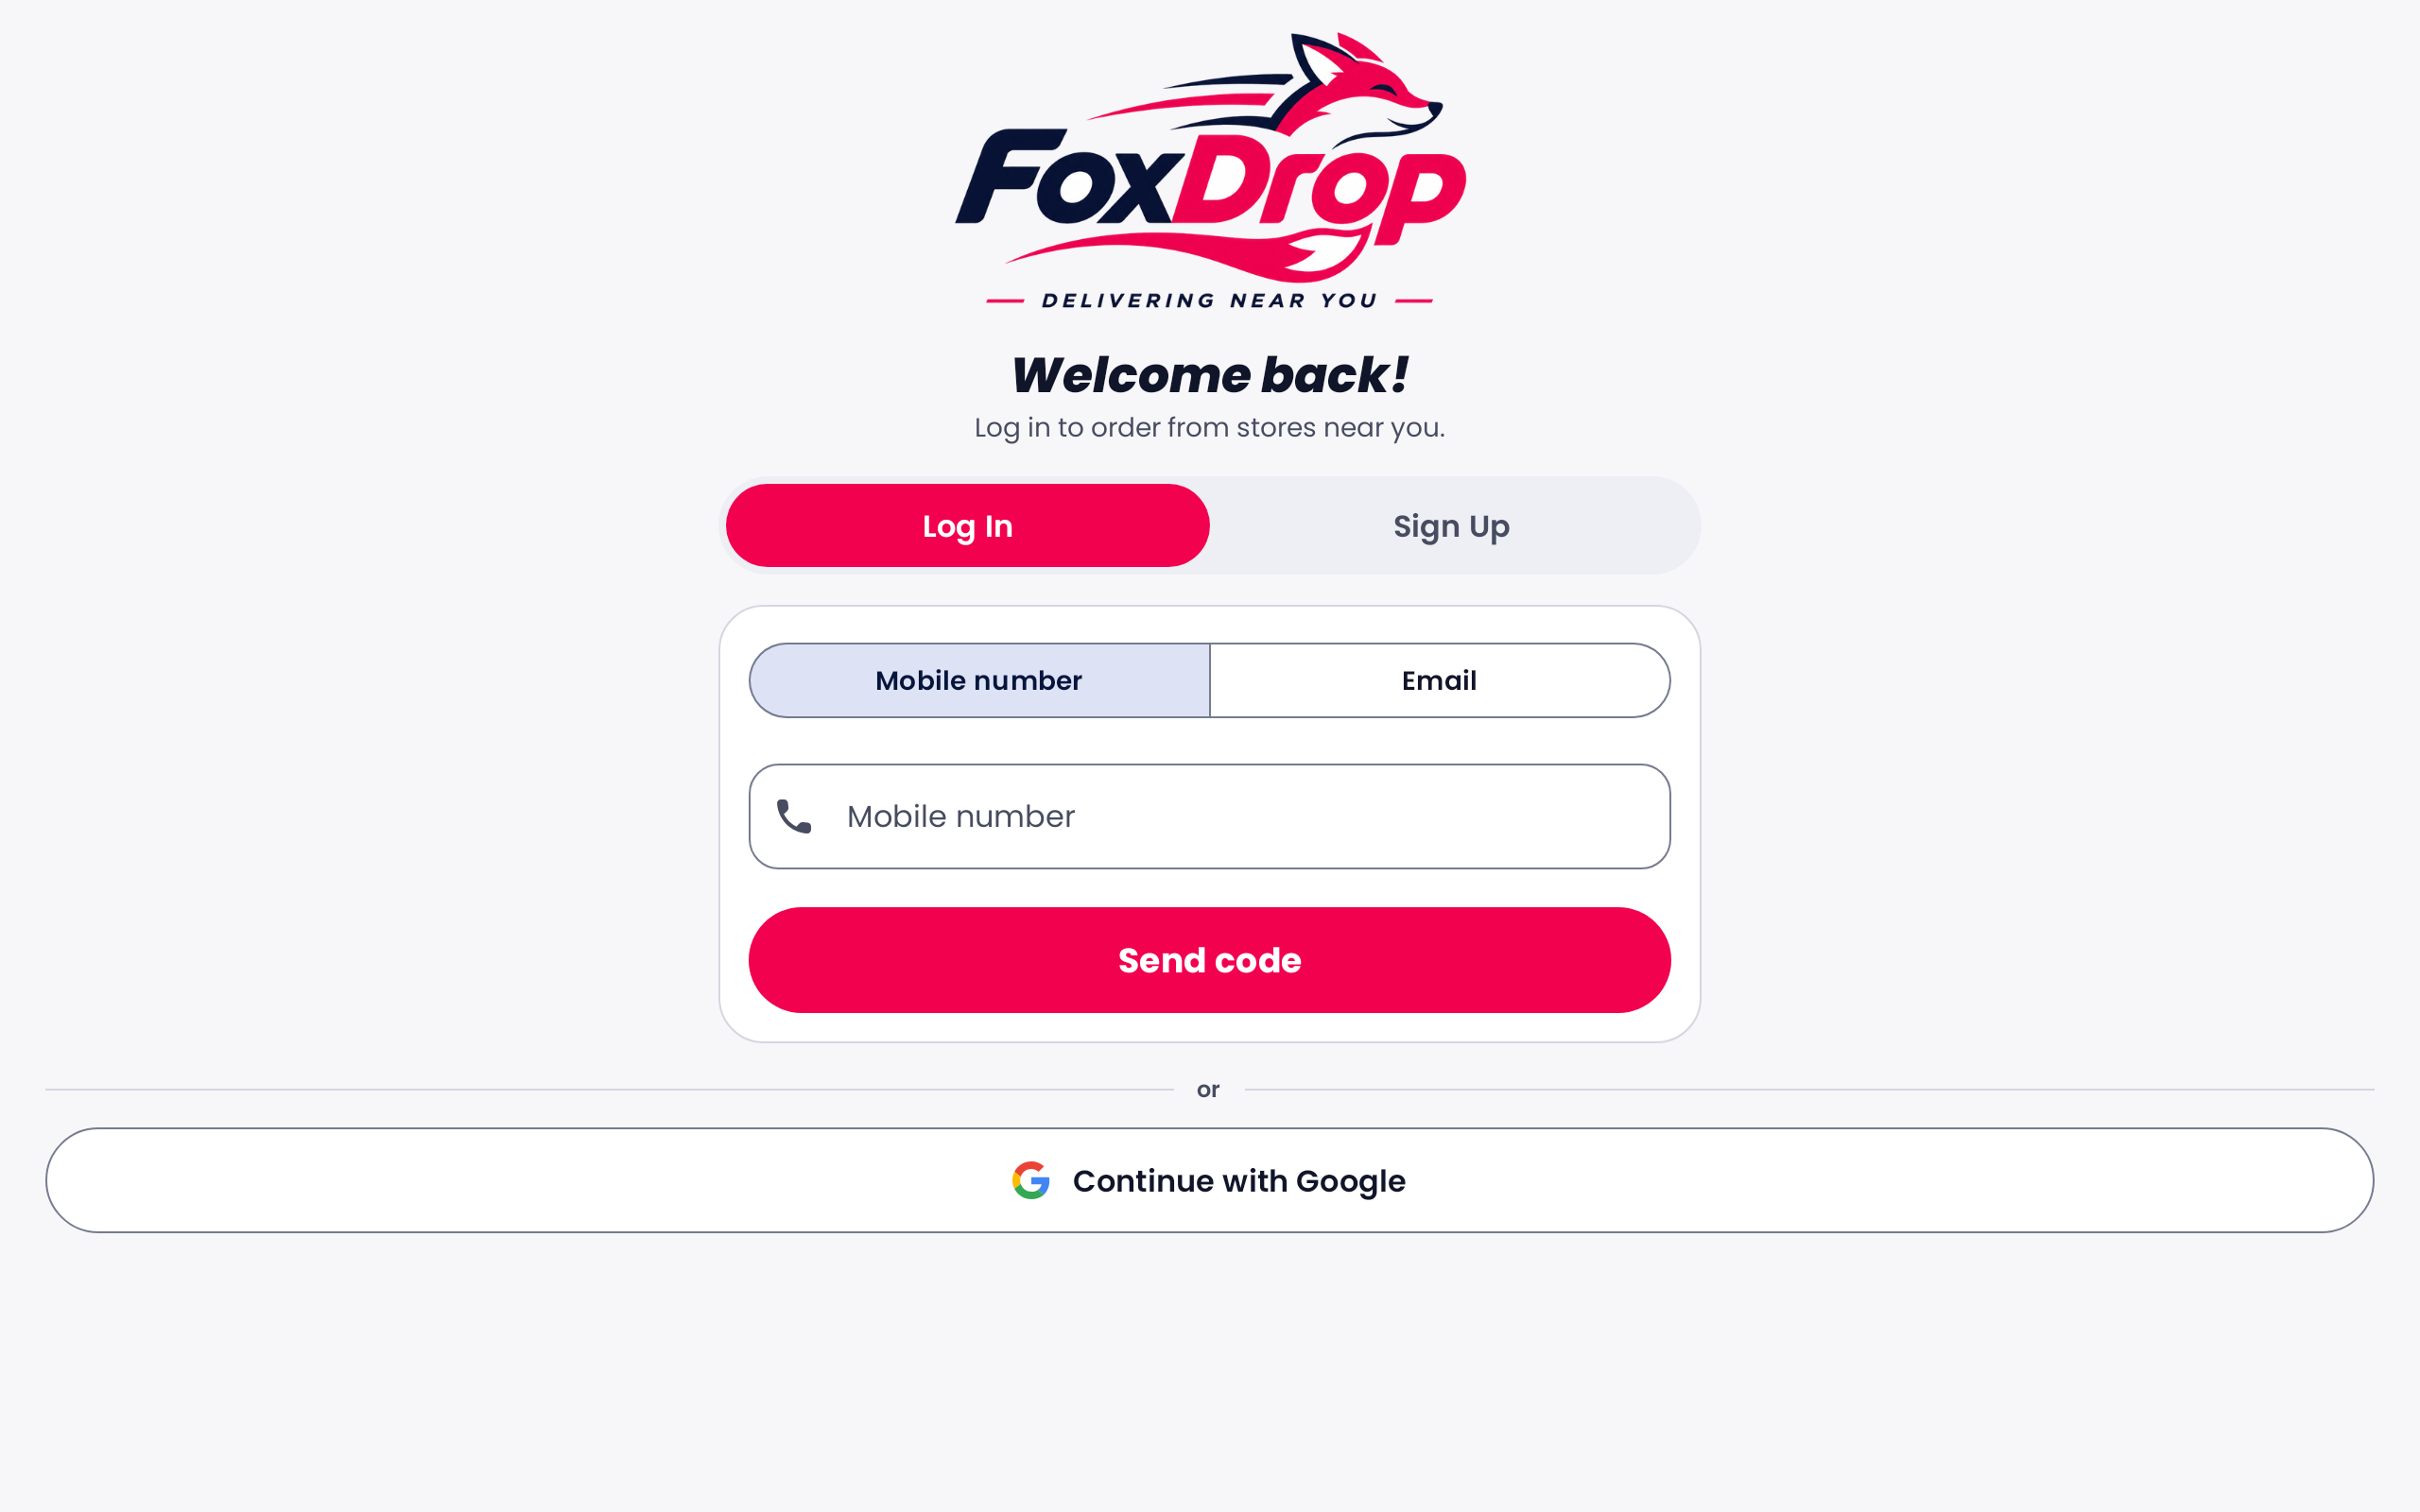 FoxDrop
DELIVERING NEAR YOU
Welcome back!
Log in to order from stores near you.
Log In
Sign Up
Mobile number
Email
Mobile number
Send code
or
Continue with Google